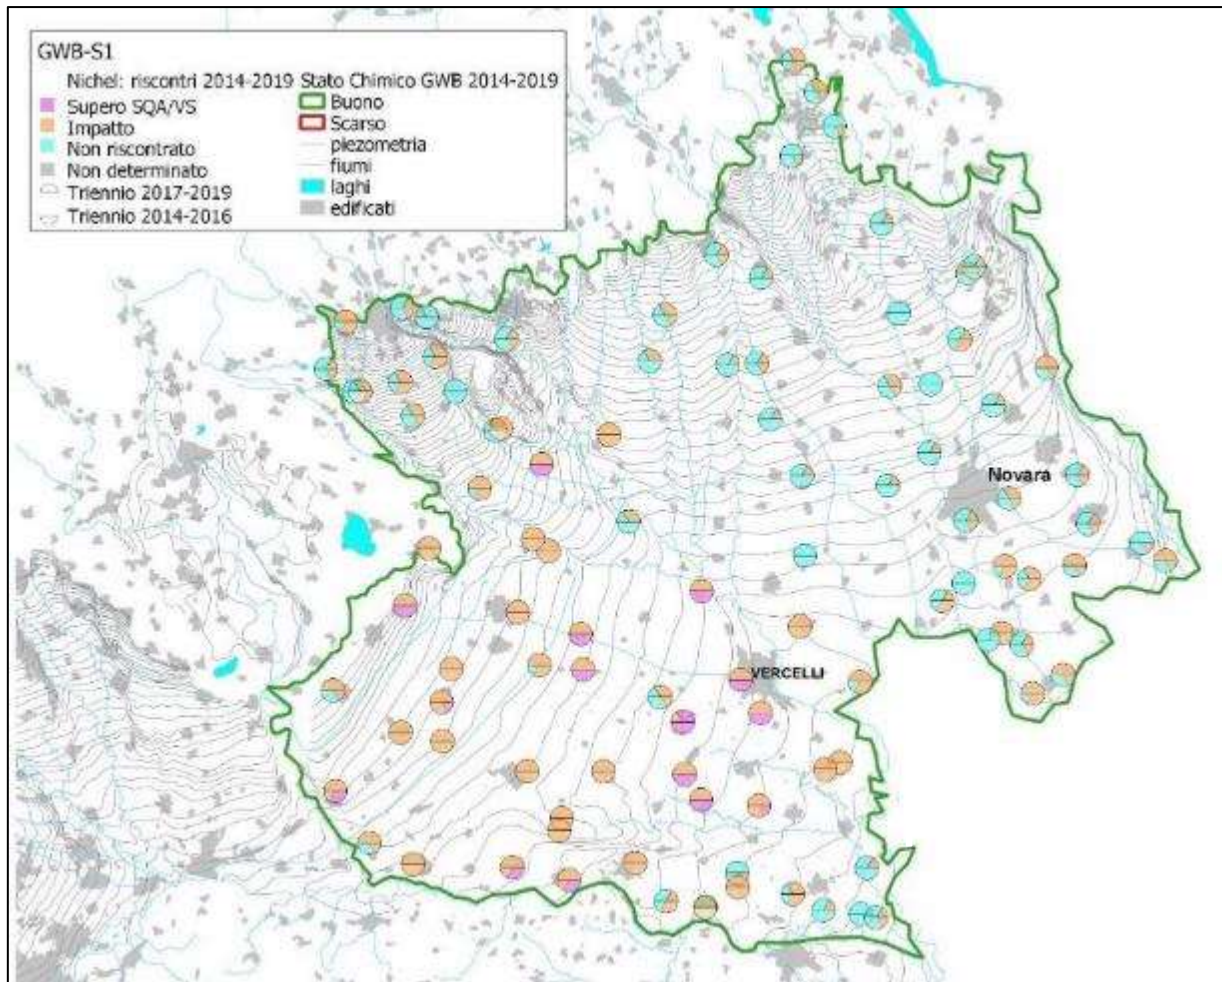 GWB-S1
Nichel: riscontri 2014-2019 Stato Chimico GWB 2014-2019
Supero SQA/VS
Impatto
Non riscontrato
Non determinato
Triennio 2017-2019
Triennio 2014-2016
Buono
Scarso
piezometria
fiumi
laghi
edificati
Novara
VERCELLI